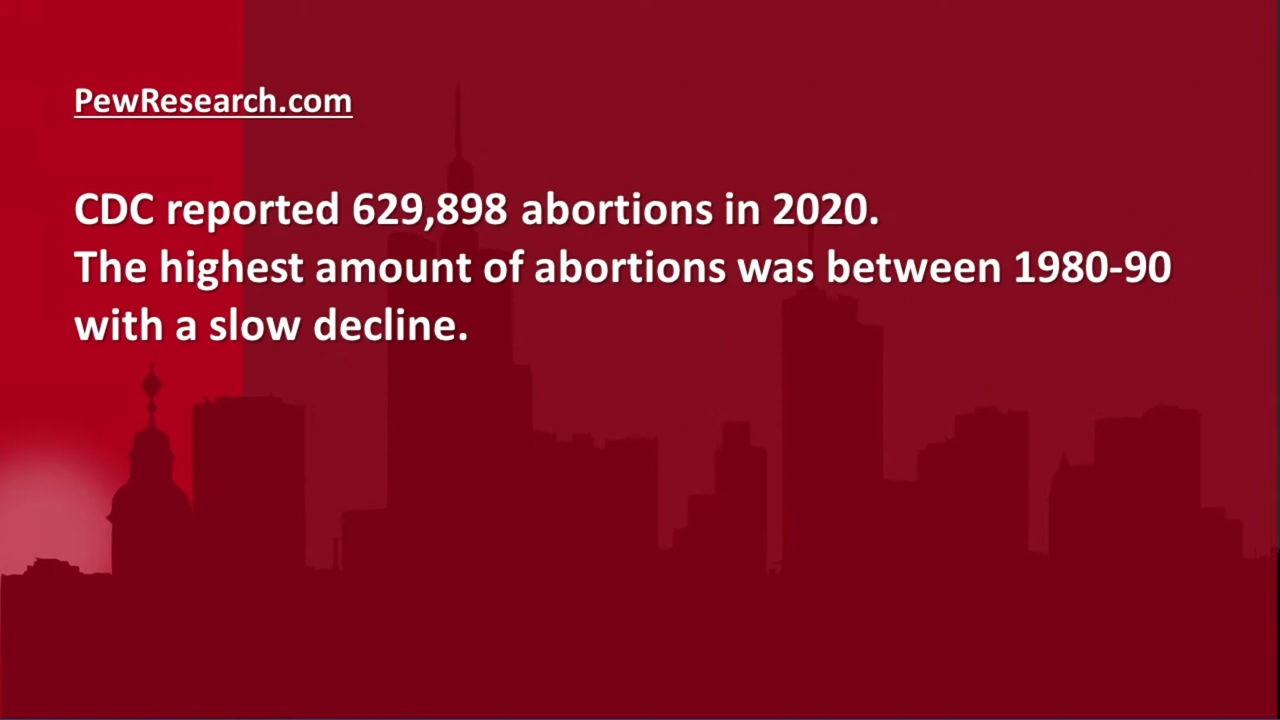 PewResearch.com
CDC reported 629,898 abortions in 2020.
The highest amount of abortions was between 1980-90
with a slow decline.